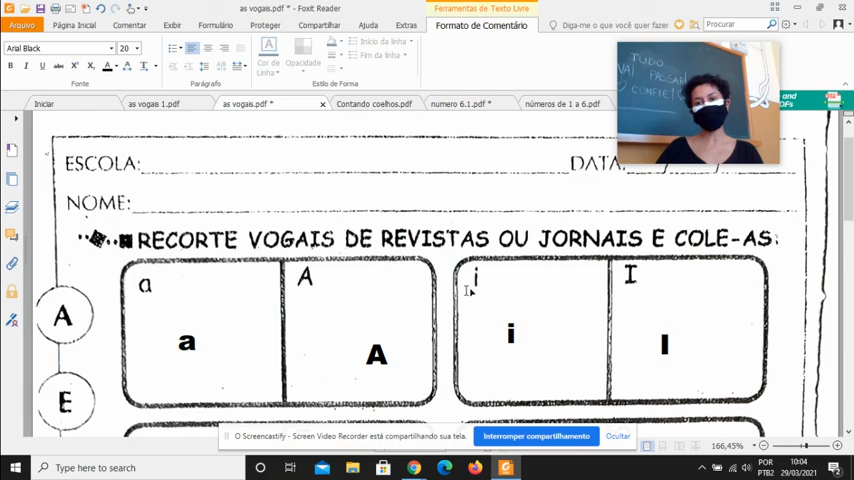 as vogais.pdf * - Foxit Reader
Ferramentas de Texto Livre
Arquivo Página Inicial Comentar Exibir Formulário Proteger Compartilhar Ajuda Extras Formato de Comentário Diga-me o que você quer fazer Procurar
Arial Black 20
Início da linha
Fim da linha
Cor de Linha
Opacidade
Fonte Parágrafo Estilo de Forma
TUDO
VAI PASSAR!
CONFIE!
Iniciar as vogais 1.pdf as vogais.pdf * Contando coelhos.pdf numero 6.1.pdf * números de 1 a 6.pdf
and
PDFs
ESCOLA: DATA:
NOME:
RECORTE VOGAIS DE REVISTAS OU JORNAIS E COLE-AS:
a A i I
A
a A i I
E
O Screencastify - Screen Video Recorder está compartilhando sua tela. Interromper compartilhamento Ocultar
166,45%
Type here to search
POR 10:04
PTB2 29/03/2021